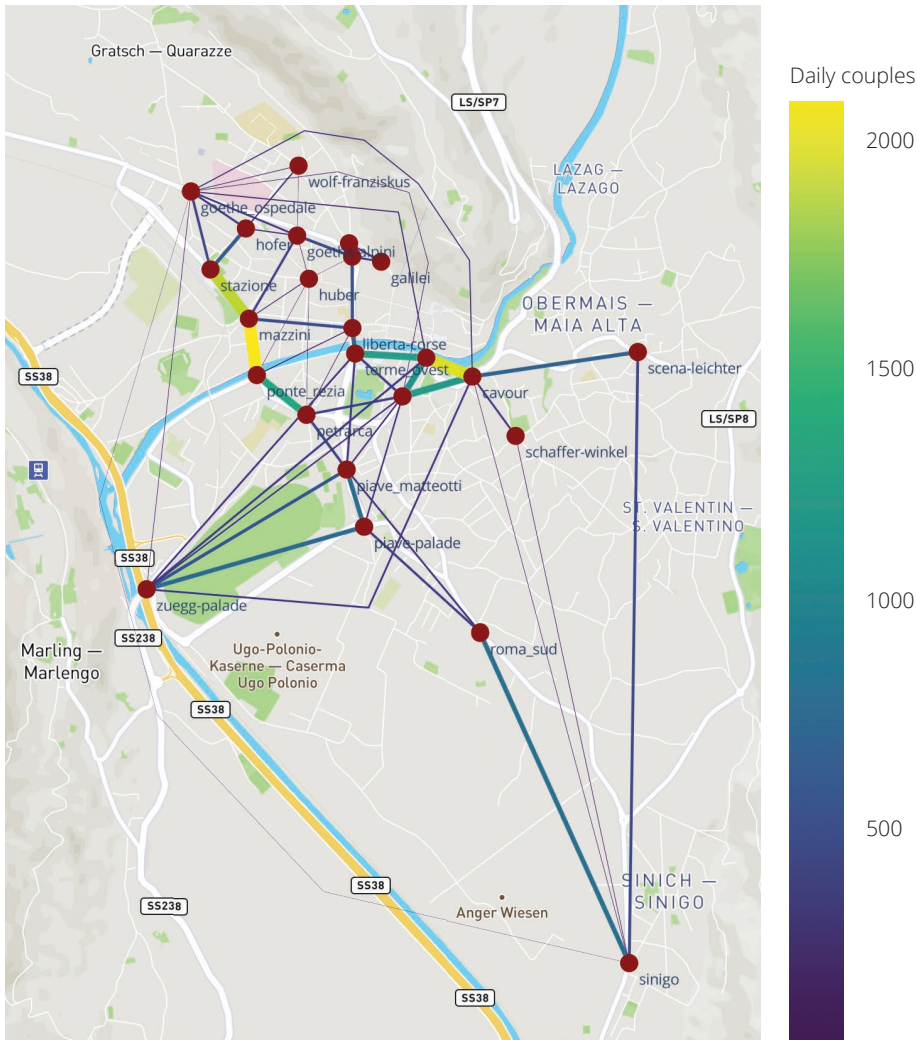 Gratsch — Quarazze
LS/SP7
Daily couples
2000
1500
1000
500
LAZAG —
LAZAGO
wolf-franziskus
goethe_ospedale
hofer
goethe_alpini
galilei
stazione
huber
OBERMAIS —
MAIA ALTA
mazzini
liberta-corse
terme_ovest
scena-leichter
SS38
ponte_rezia
cavour
LS/SP8
petrarca
schaffer-winkel
piave_matteotti
ST. VALENTIN —
S. VALENTINO
piave-palade
SS38
zuegg-palade
SS238
Marling —
Marlengo
Ugo-Polonio-
Kaserne — Caserma
Ugo Polonio
roma_sud
SS38
SS38
SS238
Anger Wiesen
SINICH —
SINIGO
sinigo
SS38